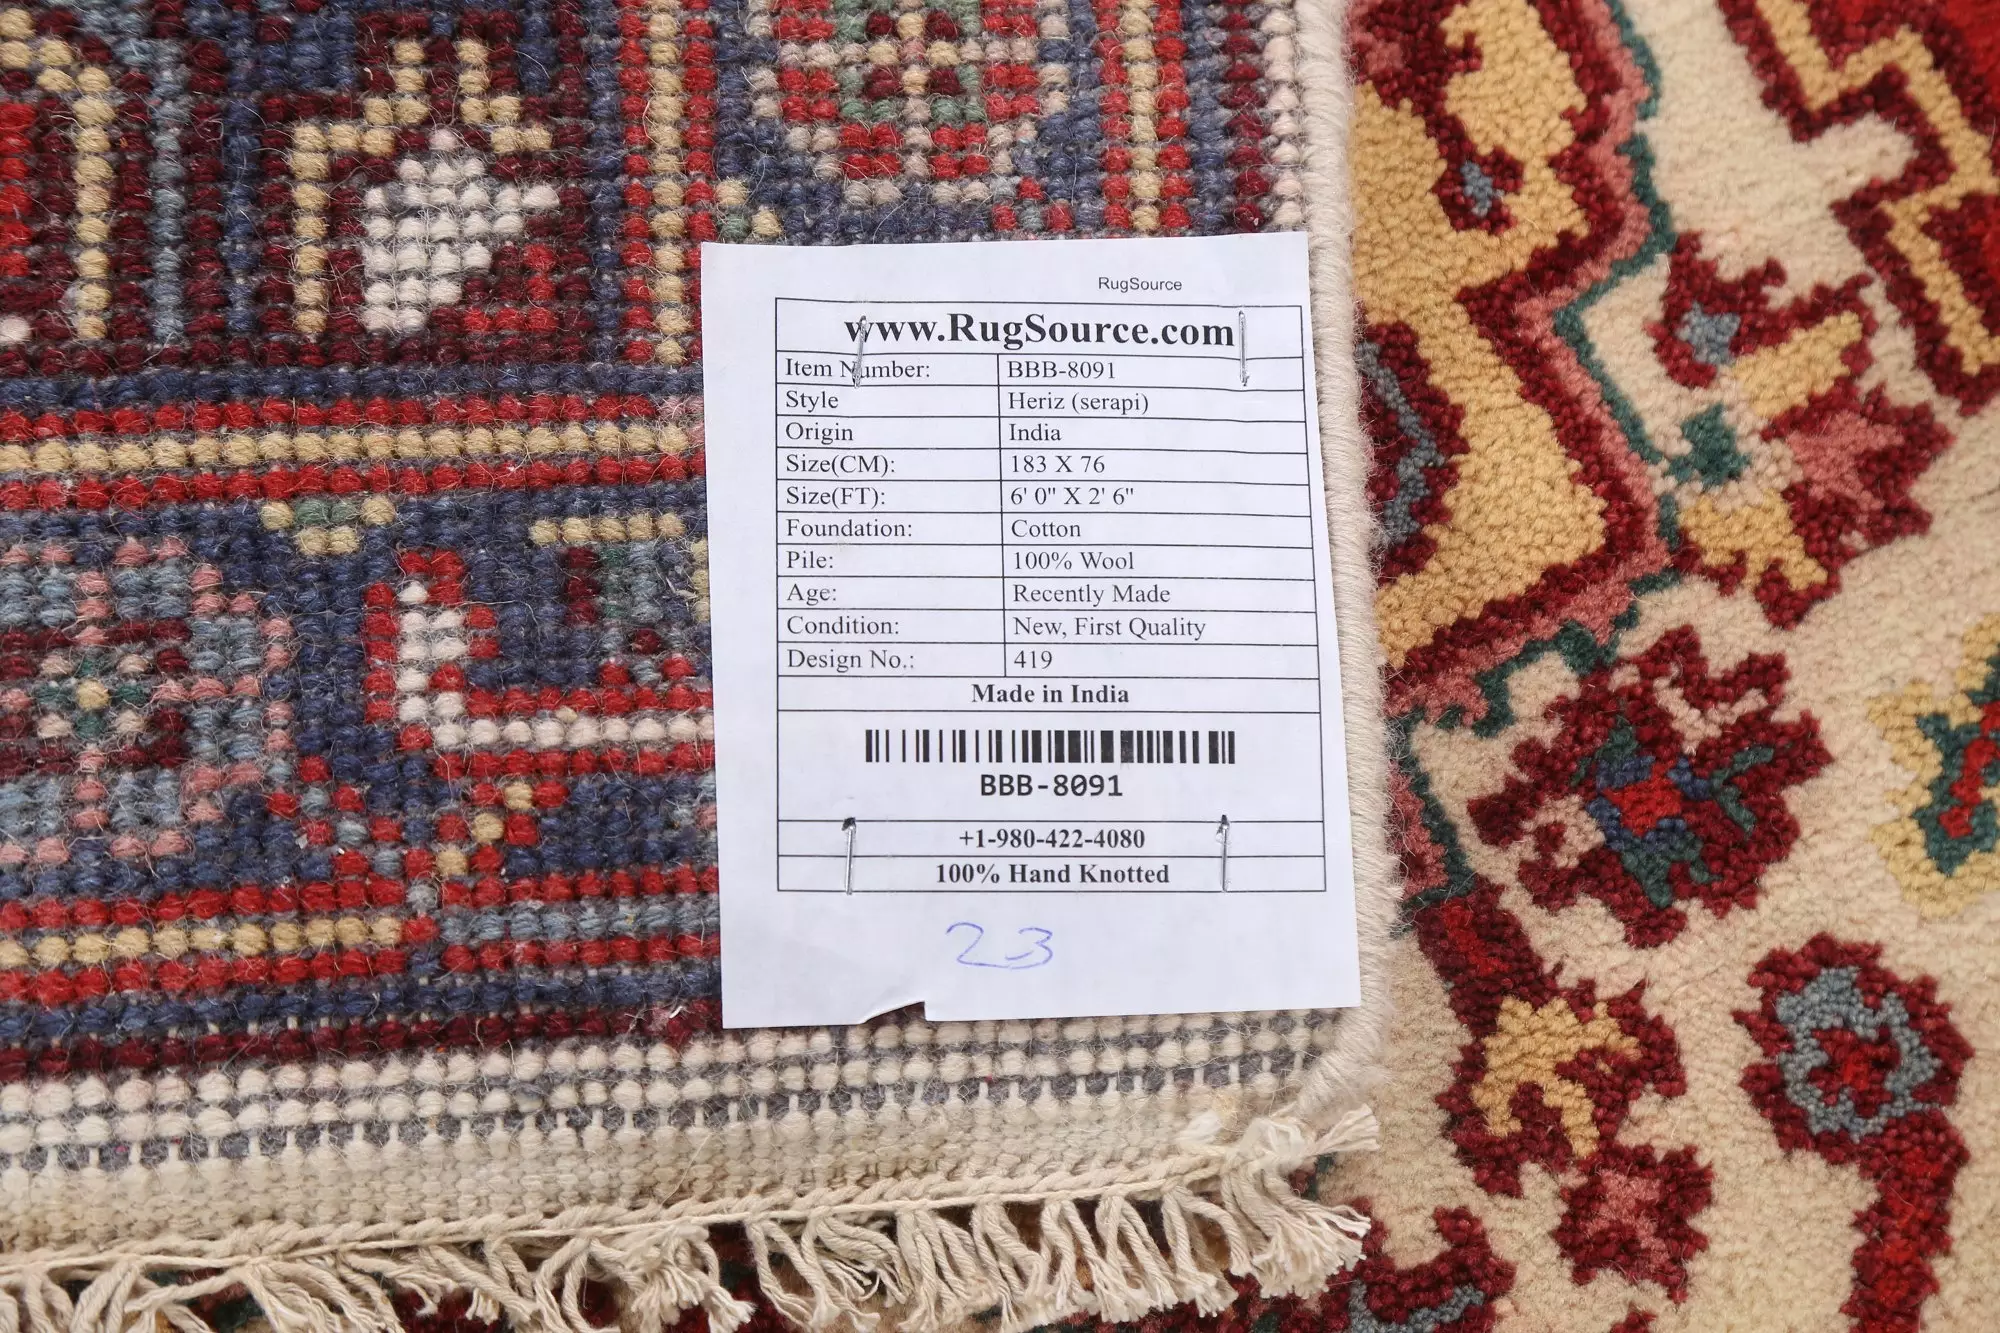 RugSource
www.RugSource.com
Item Number: BBB-8091
Style Heriz (serapi)
Origin India
Size(CM): 183 X 76
Size(FT): 6' 0" X 2' 6"
Foundation: Cotton
Pile: 100% Wool
Age: Recently Made
Condition: New, First Quality
Design No.: 419
Made in India
BBB-8091
+1-980-422-4080
100% Hand Knotted
23